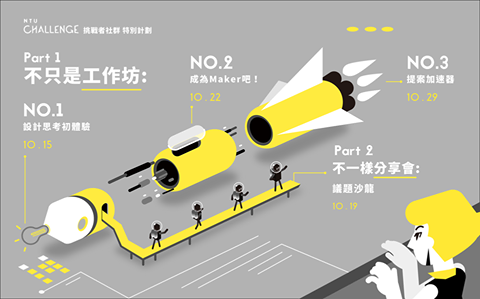 NTU
CHALLENGE 挑戰者社群 特別計劃
Part 1
不只是工作坊:
NO.1
設計思考初體驗
10.15
NO.2
成為Maker吧！
10.22
NO.3
提案加速器
10.29
Part 2
不一樣分享會:
議題沙龍
10.19